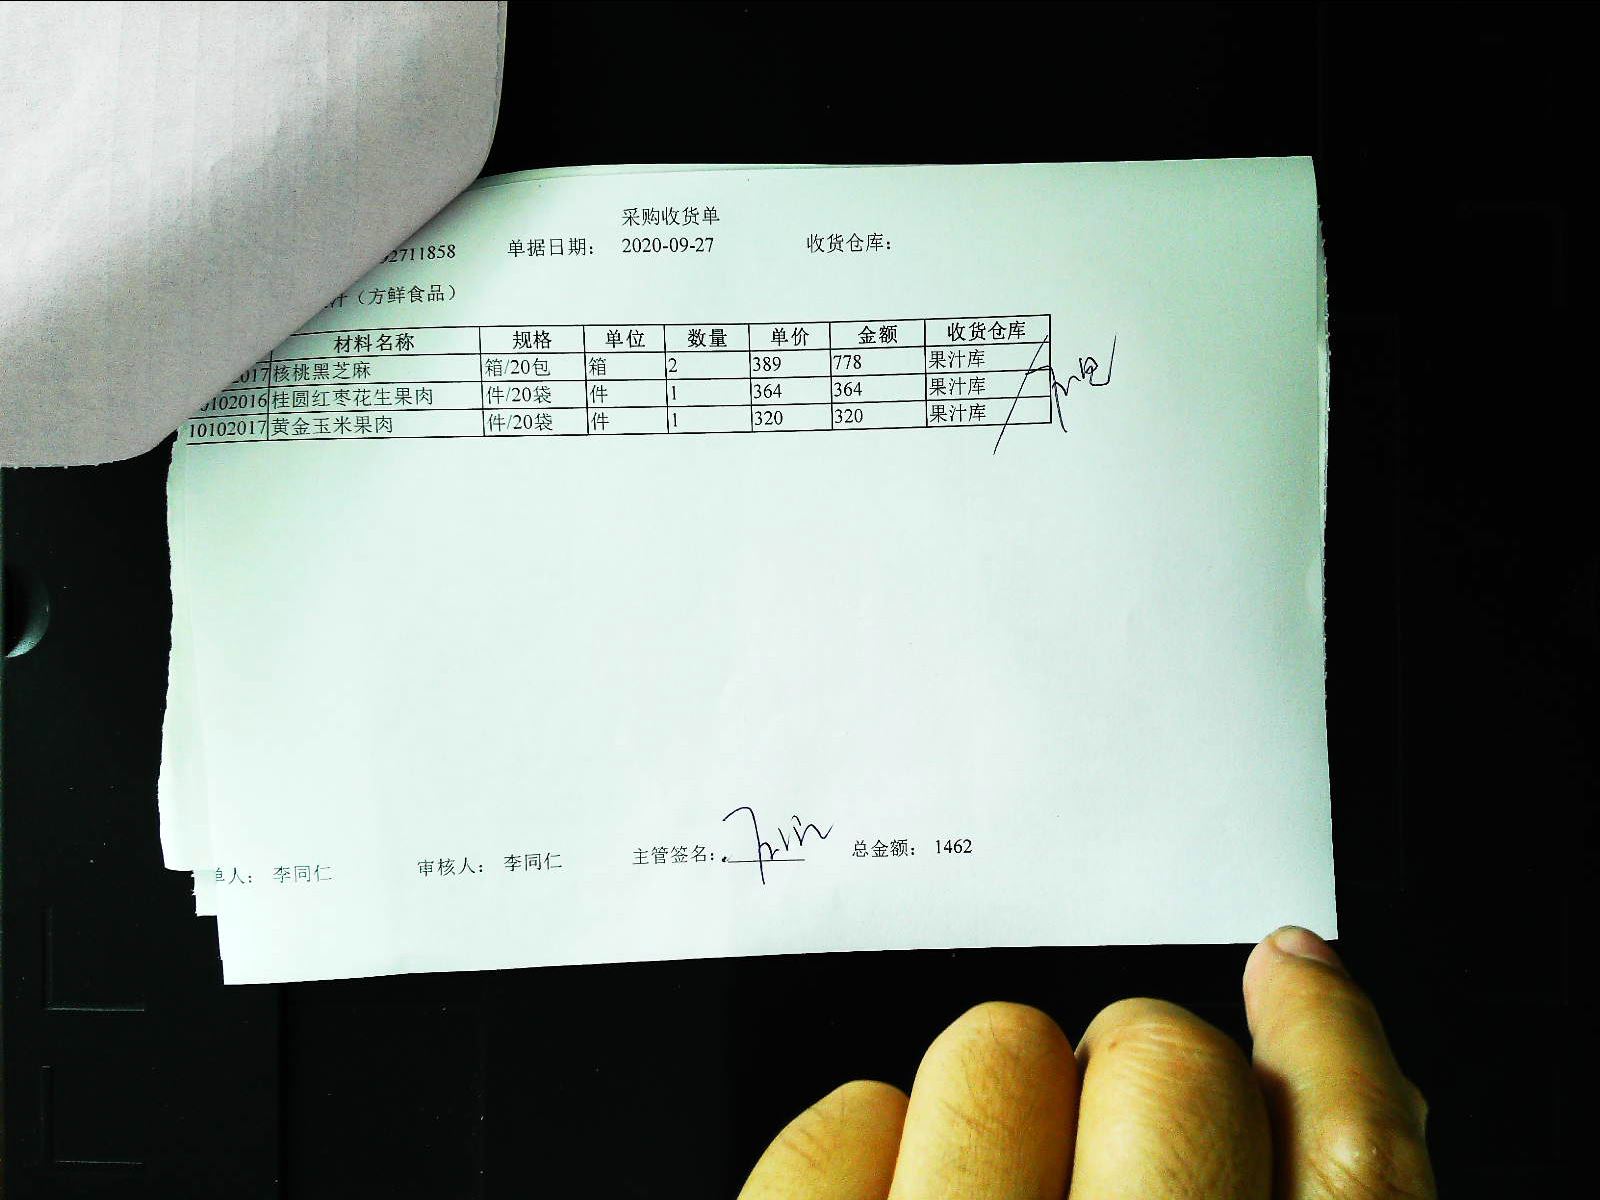 采购收货单
2711858 单据日期： 2020-09-27 收货仓库：
（方鲜食品）
材料名称 规格 单位 数量 单价 金额 收货仓库
2017 核桃黑芝麻 箱/20包 箱 2 389 778 果汁库
0102016 桂圆红枣花生果肉 件/20袋 件 1 364 364 果汁库
10102017 黄金玉米果肉 件/20袋 件 1 320 320 果汁库
单人： 李同仁 审核人： 李同仁 主管签名： 总金额： 1462